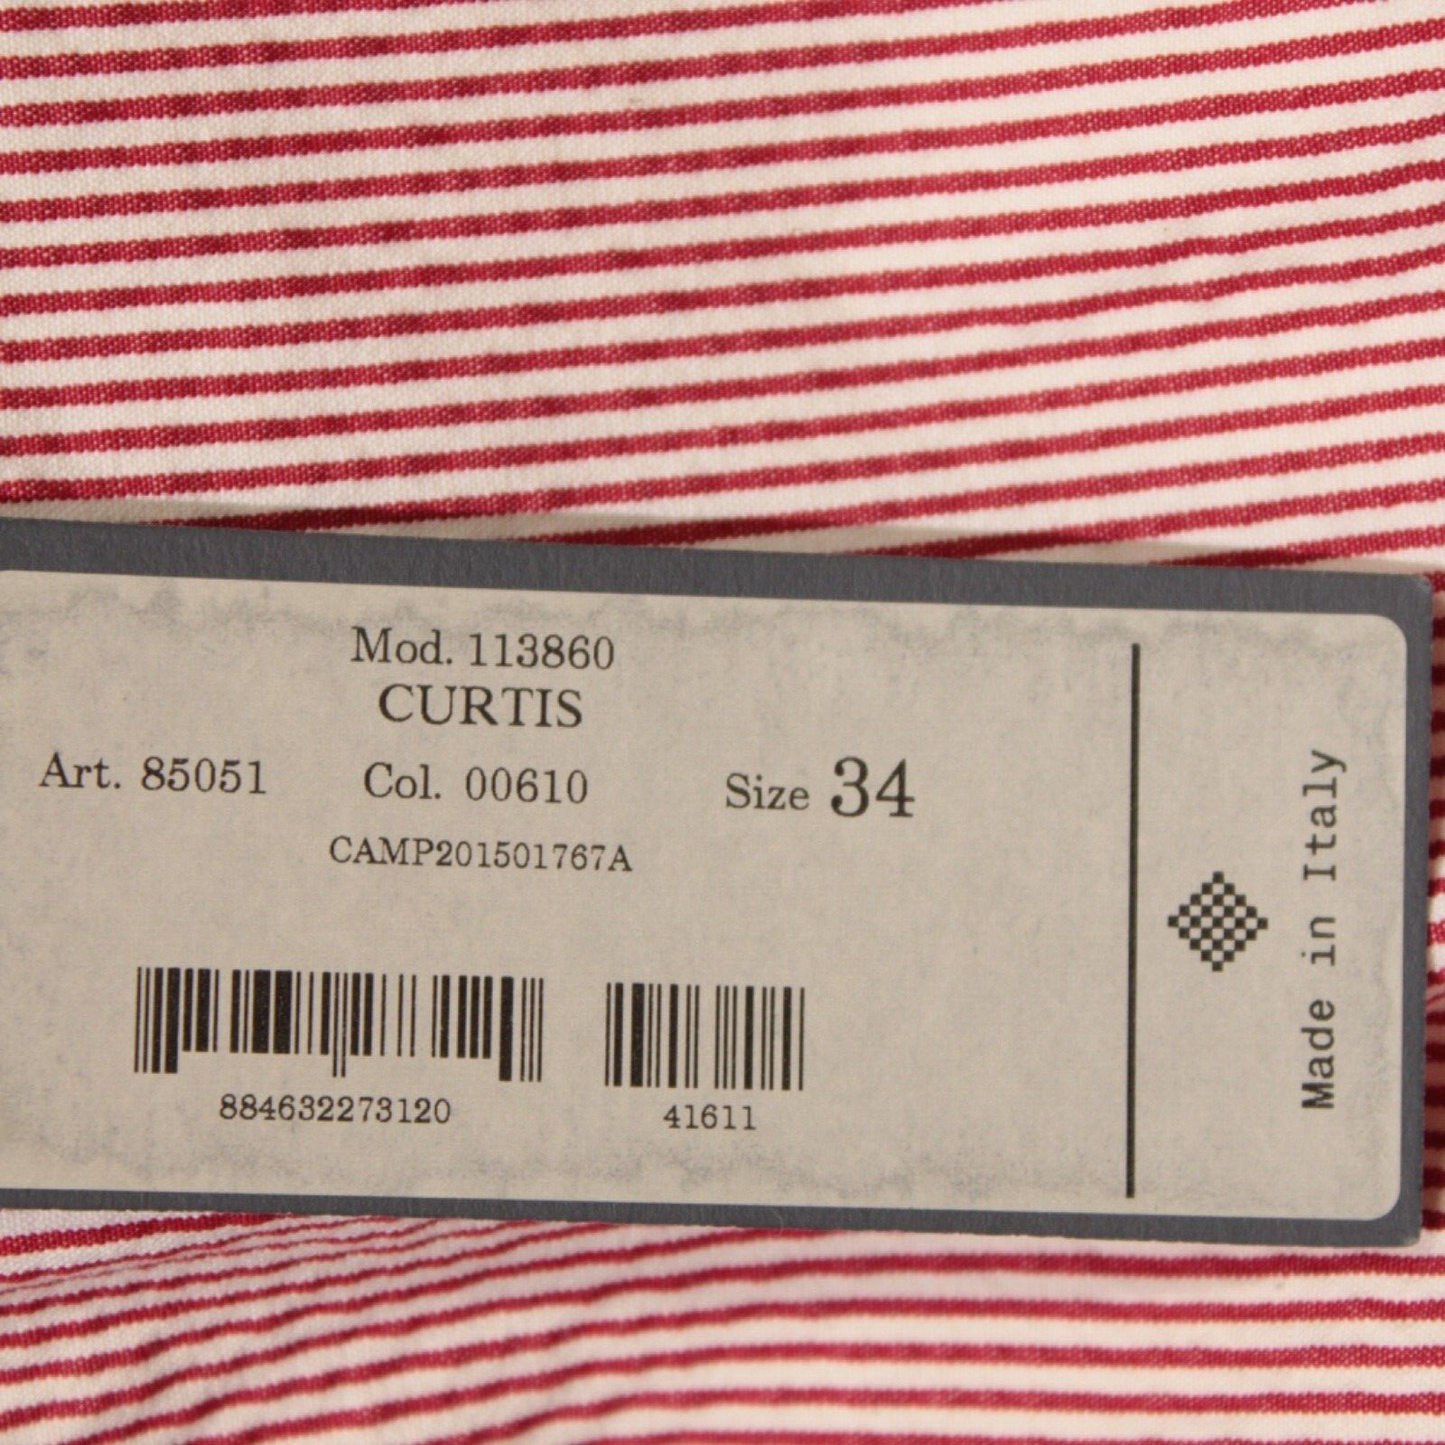 Mod. 113860
CURTIS
Art. 85051 Col. 00610 Size 34
CAMP201501767A
884632273120 41611
Made in Italy